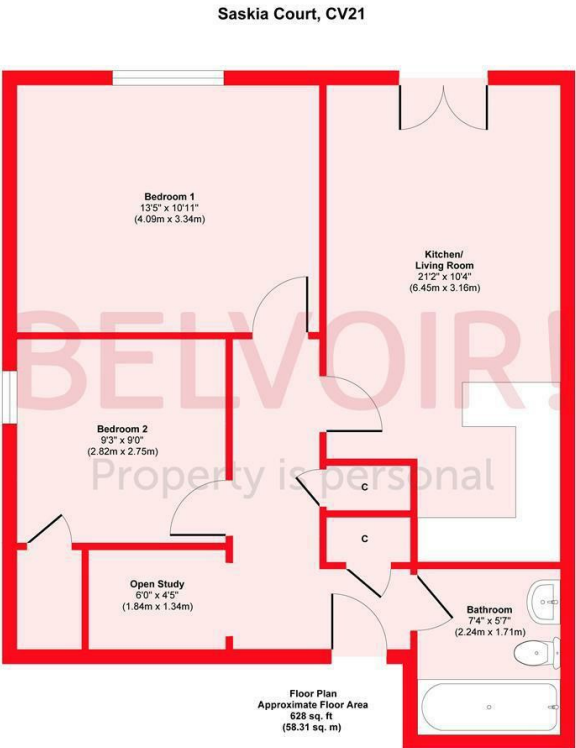 Saskia Court, CV21
Bedroom 1
13'5" x 10'11"
(4.09m x 3.34m)
Kitchen/
Living Room
21'2" x 10'4"
(6.45m x 3.16m)
BELVOIR!
Bedroom 2
9'3" x 9'0"
(2.82m x 2.75m)
Property is personal
C
C
Open Study
6'0" x 4'5"
(1.84m x 1.34m)
Bathroom
7'4" x 5'7"
(2.24m x 1.71m)
Floor Plan
Approximate Floor Area
628 sq. ft
(58.31 sq. m)